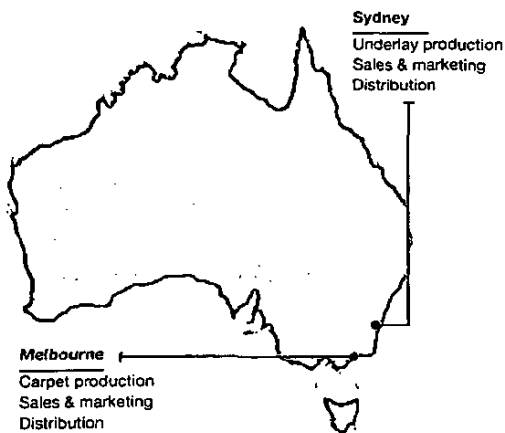 Sydney
Underlay production
Sales & marketing
Distribution
Melbourne
Carpet production
Sales & marketing
Distribution